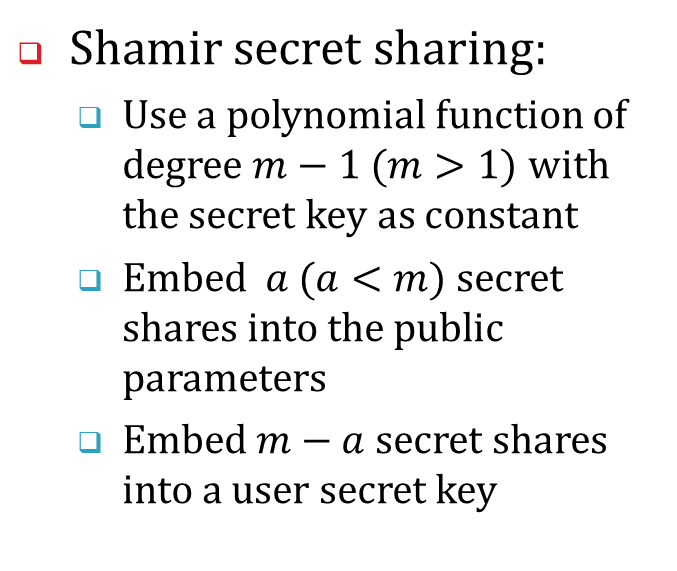 Shamir secret sharing:
Use a polynomial function of
degree m − 1 (m > 1) with
the secret key as constant
Embed a (a < m) secret
shares into the public
parameters
Embed m − a secret shares
into a user secret key